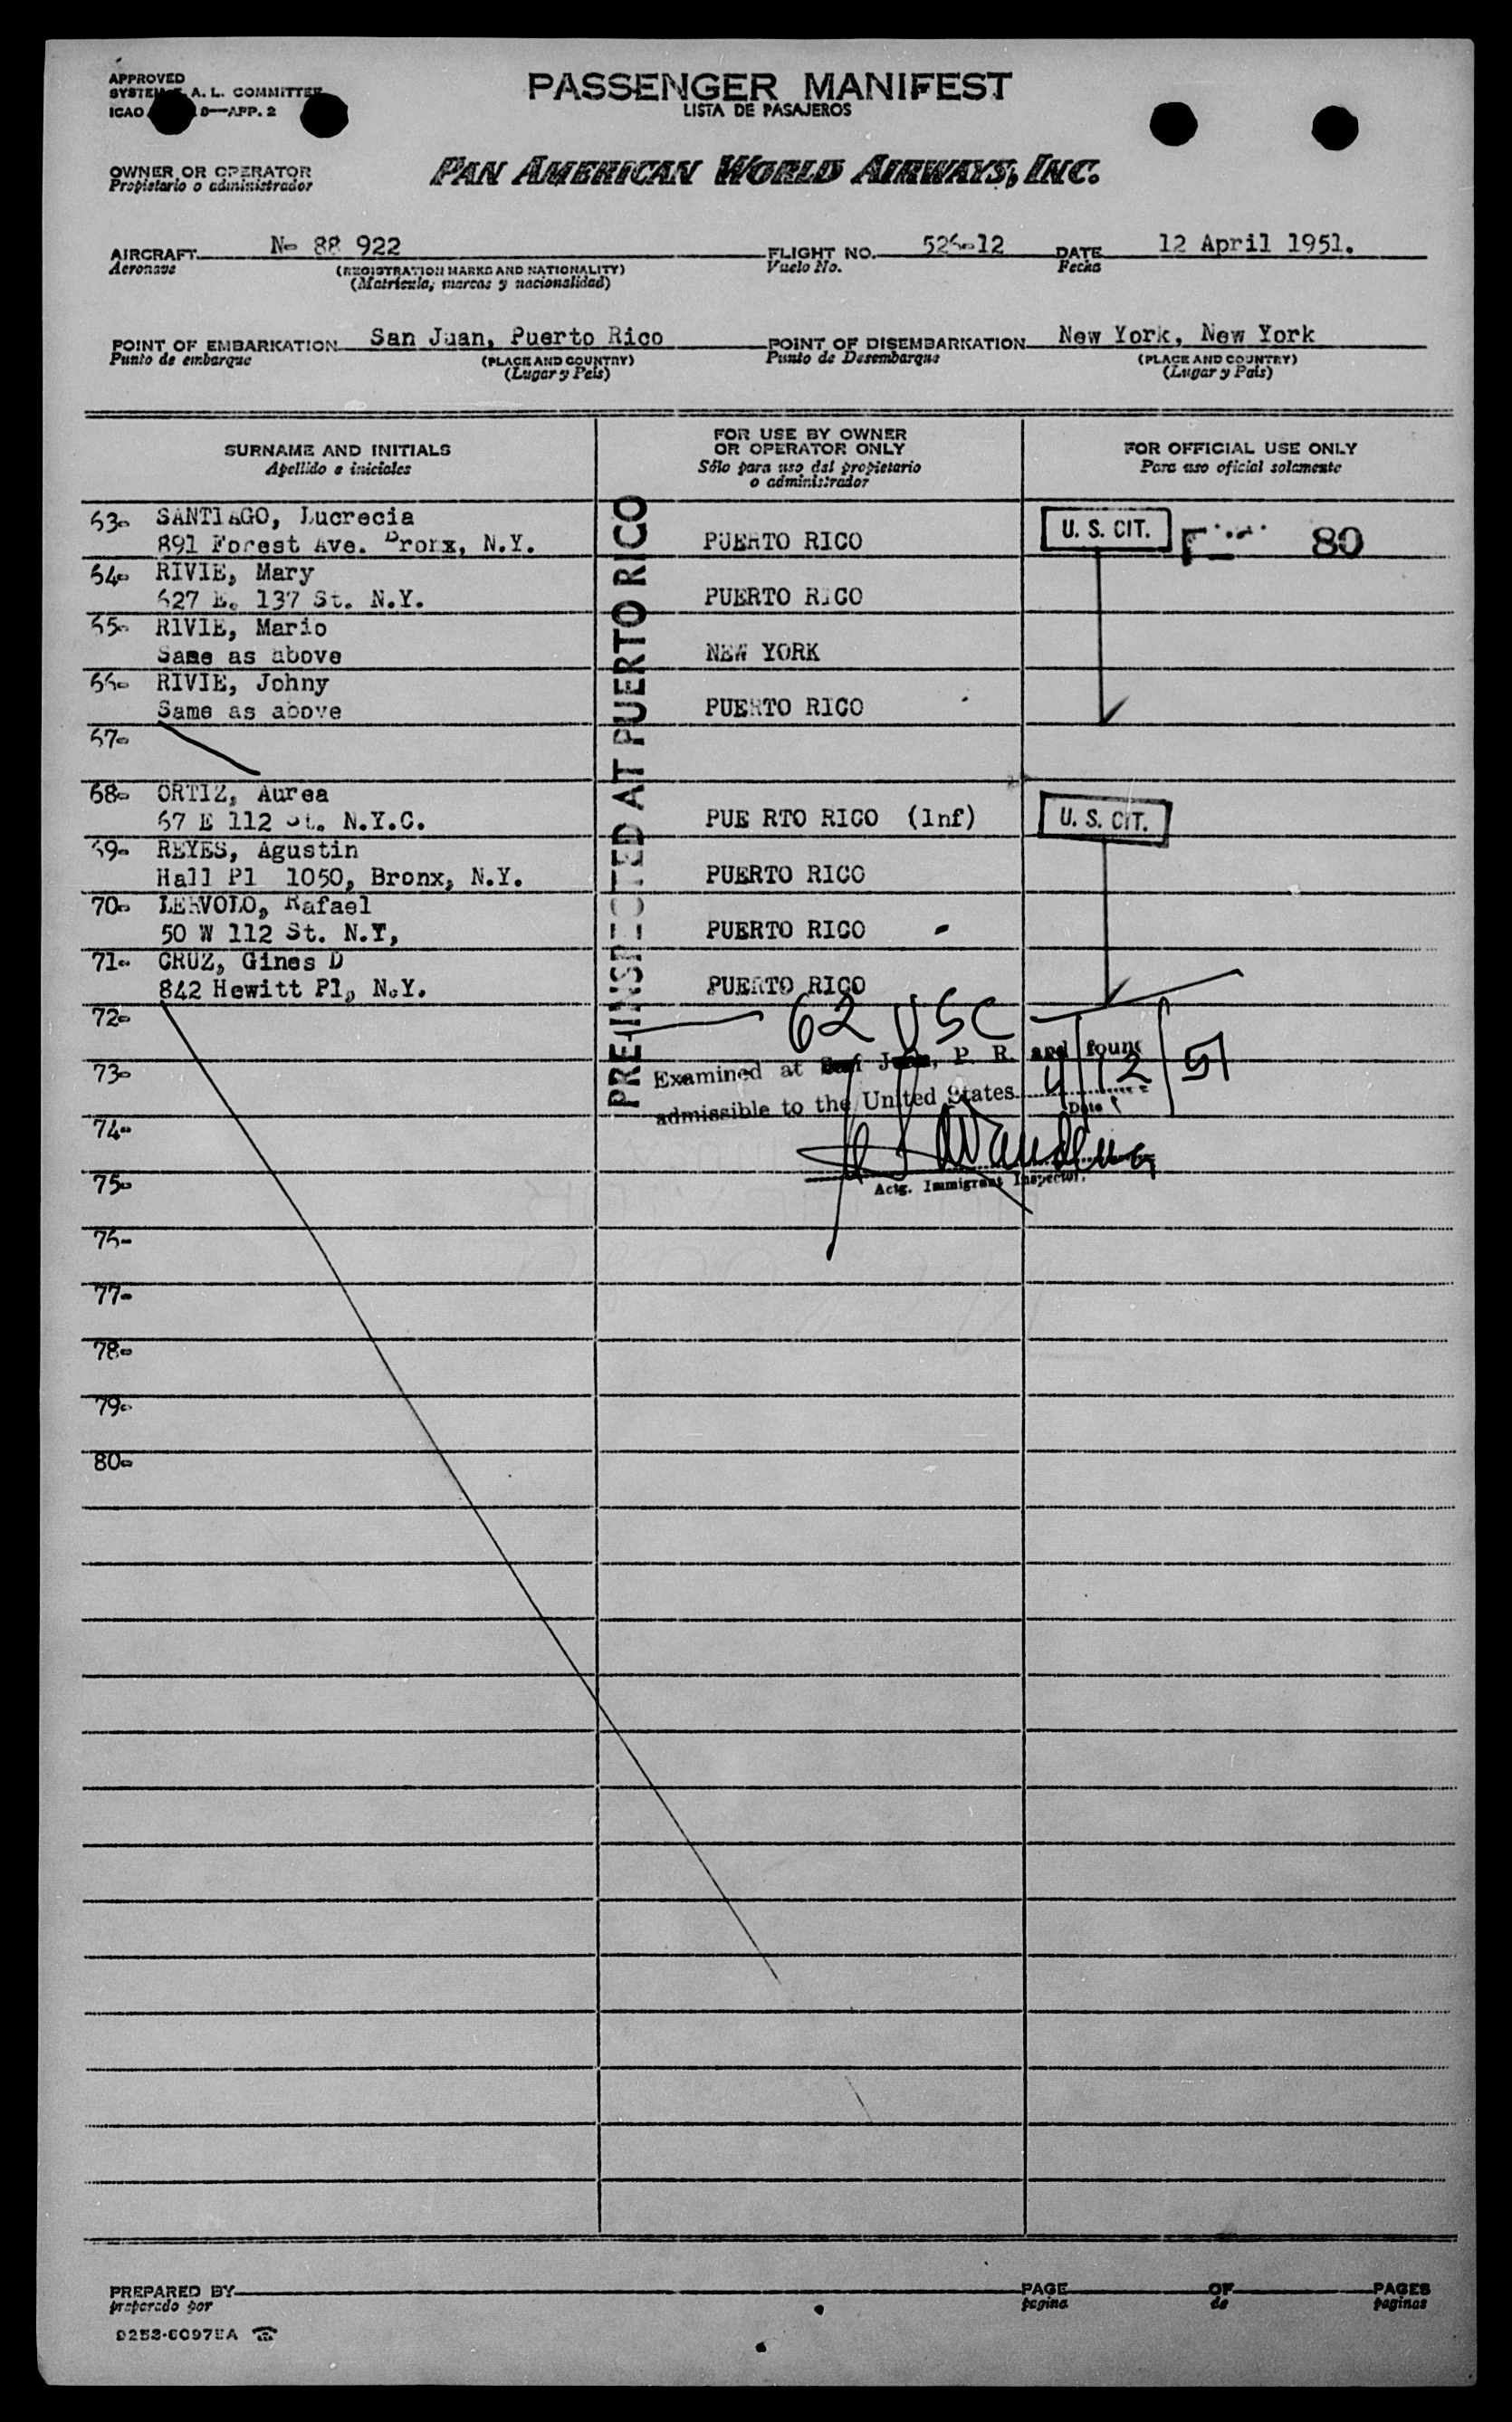 APPROVED
SYSTEM A. L. COMMITTEE
ICAO D—APP. 2
PASSENGER MANIFEST
LISTA DE PASAJEROS
OWNER OR OPERATOR
Propietario o administrador
PAN AMERICAN WORLD AIRWAYS, INC.
AIRCRAFT N- 88 922 FLIGHT NO. 526-12 DATE 12 April 1951.
Aeronave (REGISTRATION MARKS AND NATIONALITY) Vuelo No. Fecha
(Matrícula, marcas y nacionalidad)
POINT OF EMBARKATION San Juan, Puerto Rico POINT OF DISEMBARKATION New York, New York
Punto de embarque (PLACE AND COUNTRY) Punto de Desembarque (PLACE AND COUNTRY)
(Lugar y País) (Lugar y País)
SURNAME AND INITIALS
Apellido e iniciales
FOR USE BY OWNER
OR OPERATOR ONLY
Sólo para uso del propietario
o administrador
FOR OFFICIAL USE ONLY
Para uso oficial solamente
PRE-INSPECTED AT PUERTO RICO
63- SANTIAGO, Lucrecia
891 Forest Ave. Bronx, N.Y. PUERTO RICO U. S. CIT. 80
64- RIVIE, Mary
627 E. 137 St. N.Y. PUERTO RICO
65- RIVIE, Mario
Same as above NEW YORK
66- RIVIE, Johny
Same as above PUERTO RICO
67-
68- ORTIZ, Aurea
67 E 112 St. N.Y.C. PUE RTO RICO (Inf) U. S. CIT.
69- REYES, Agustin
Hall Pl 1050, Bronx, N.Y. PUERTO RICO
70- LERVOLO, Rafael
50 W 112 St. N.Y, PUERTO RICO
71- CRUZ, Gines D
842 Hewitt Pl, N.Y. PUERTO RICO
72- 62 USC
73- Examined at San Juan, P. R. and found
admissible to the United States 4/12/51
Date
74-
75- Actg. Immigrant Inspector.
76-
77-
78-
79-
80-
PREPARED BY PAGE OF PAGES
preparado por pagina de paginas